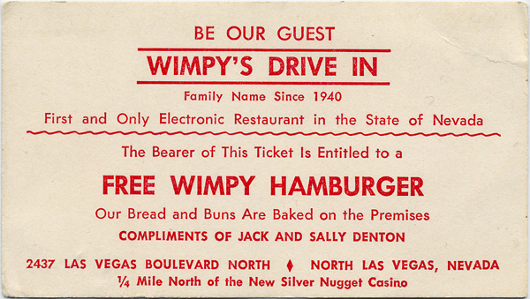 BE OUR GUEST
WIMPY'S DRIVE IN
Family Name Since 1940
First and Only Electronic Restaurant in the State of Nevada
The Bearer of This Ticket Is Entitled to a
FREE WIMPY HAMBURGER
Our Bread and Buns Are Baked on the Premises
COMPLIMENTS OF JACK AND SALLY DENTON
2437 LAS VEGAS BOULEVARD NORTH ♦ NORTH LAS VEGAS, NEVADA
¼ Mile North of the New Silver Nugget Casino